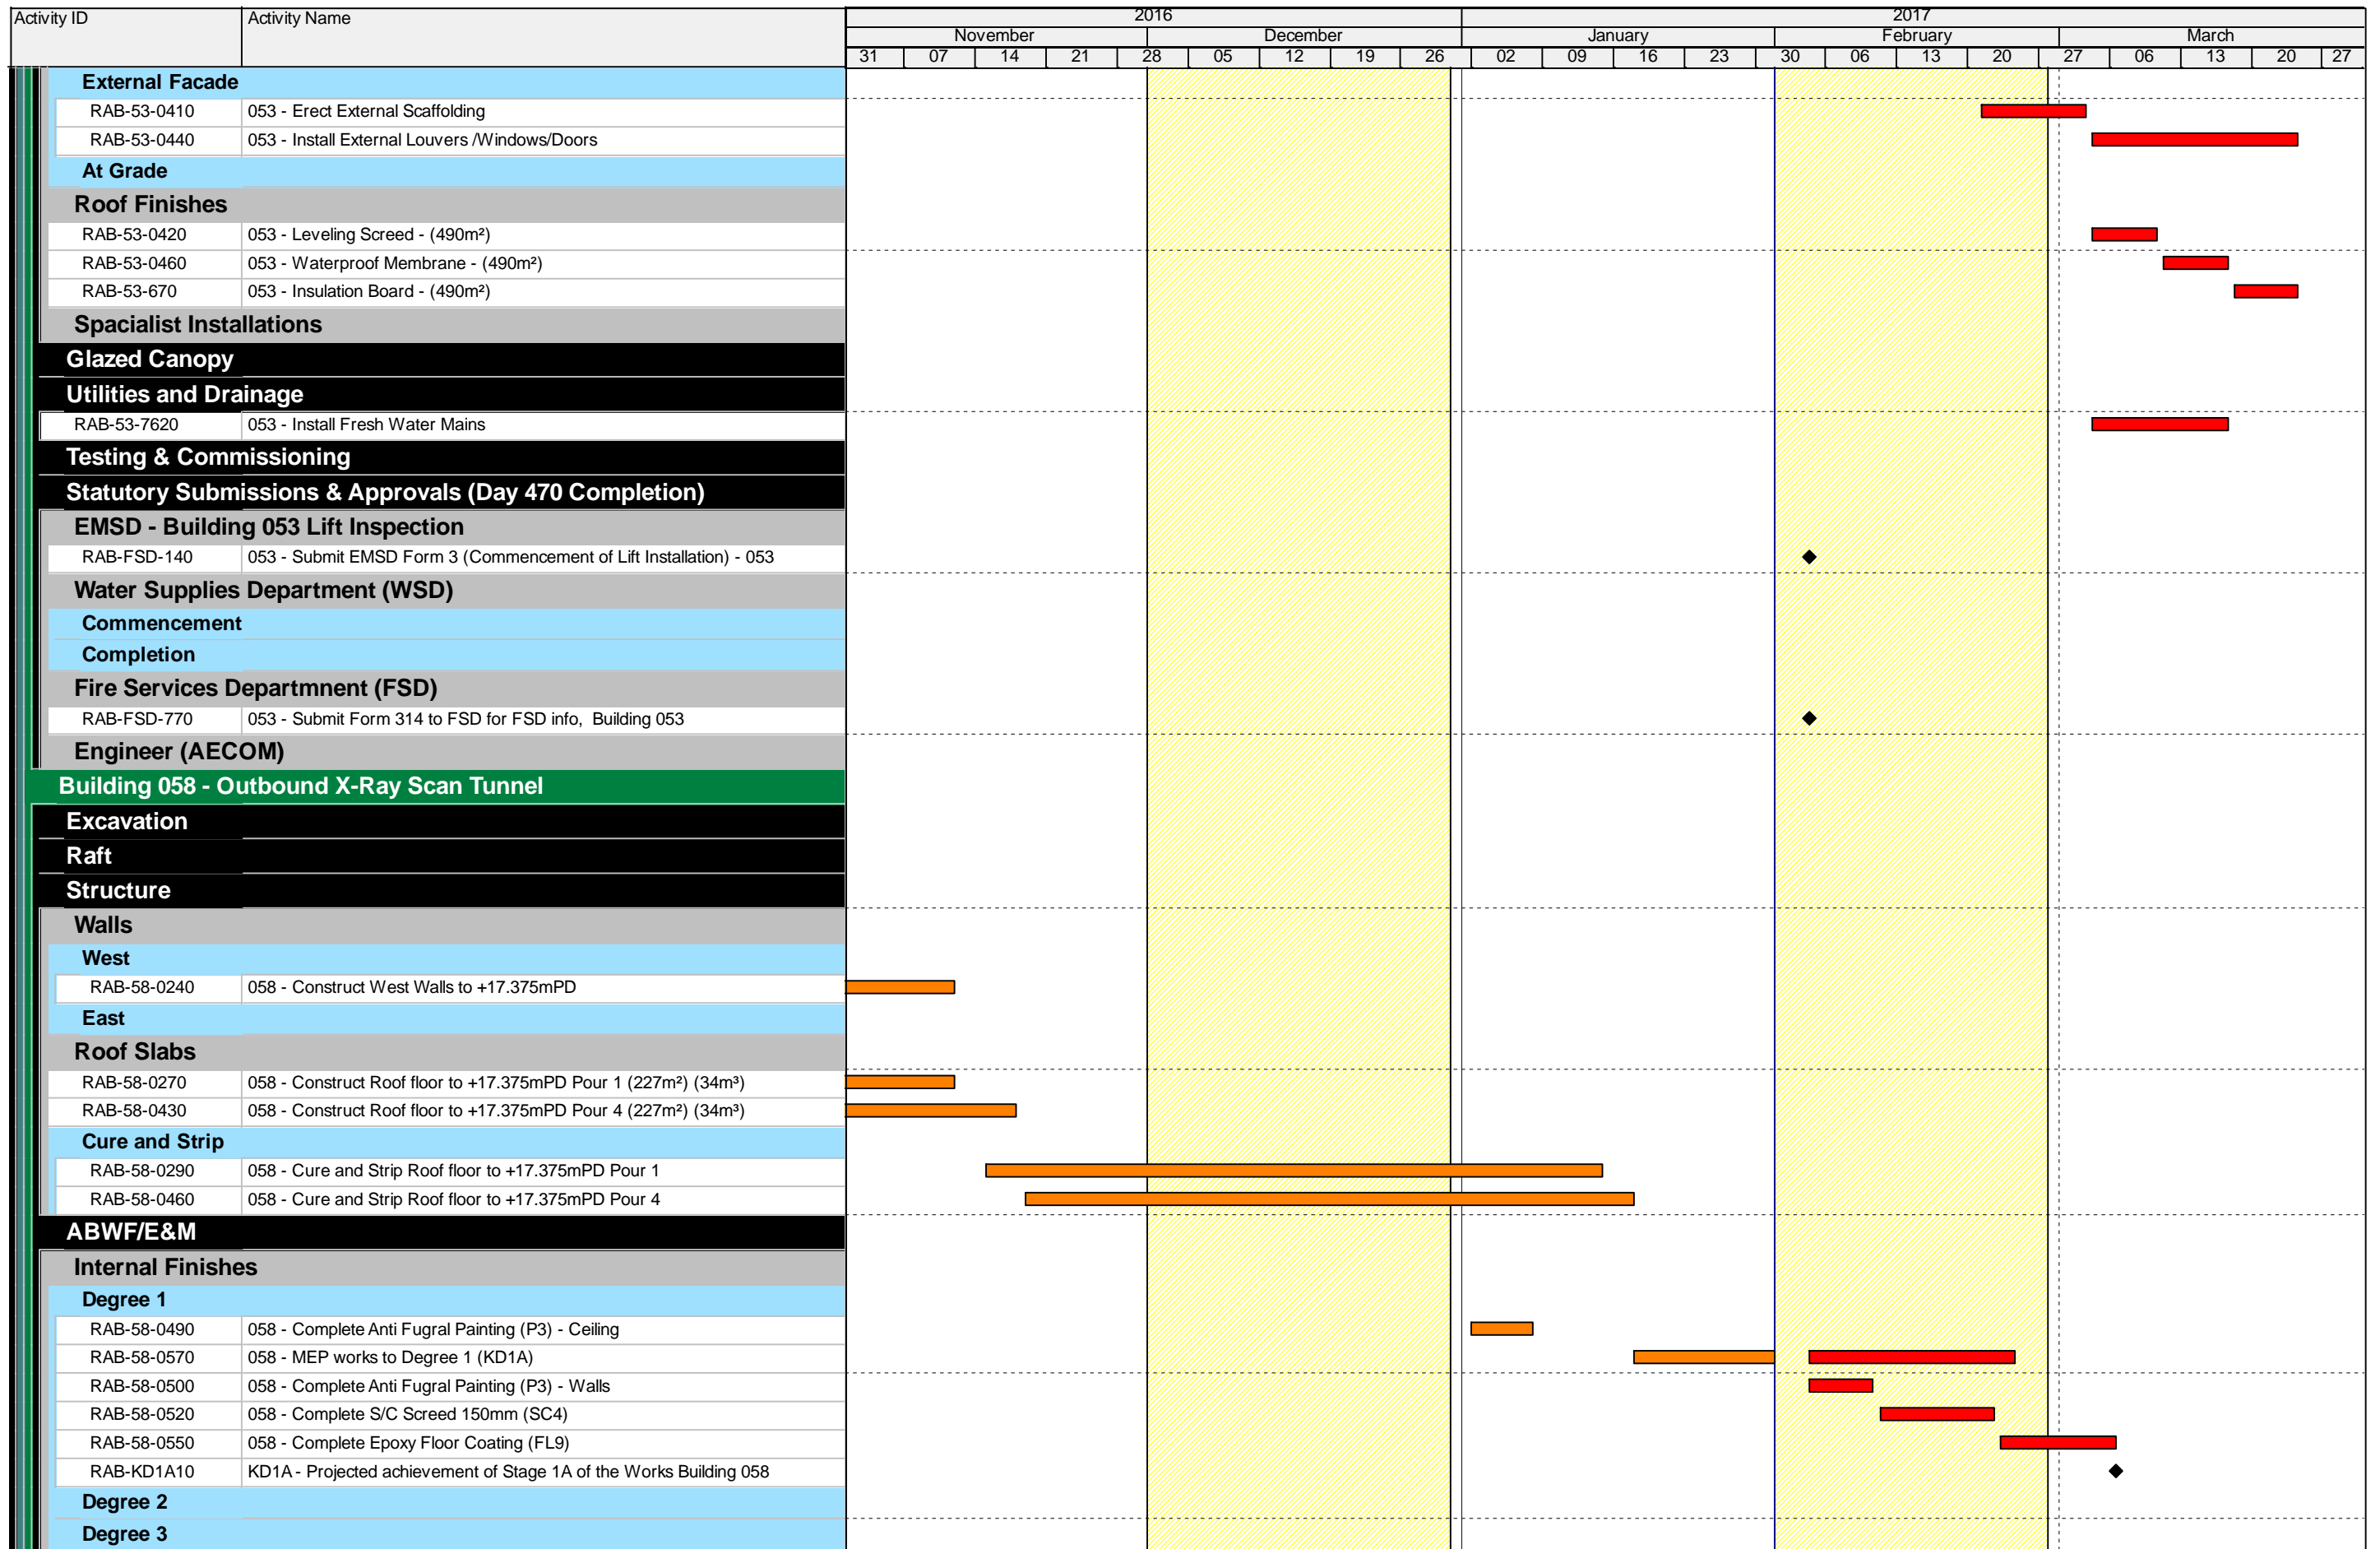 Activity ID Activity Name 2016 2017
November December January February March
31 07 14 21 28 05 12 19 26 02 09 16 23 30 06 13 20 27 06 13 20 27
External Facade
RAB-53-0410 053 - Erect External Scaffolding
RAB-53-0440 053 - Install External Louvers /Windows/Doors
At Grade
Roof Finishes
RAB-53-0420 053 - Leveling Screed - (490m²)
RAB-53-0460 053 - Waterproof Membrane - (490m²)
RAB-53-670 053 - Insulation Board - (490m²)
Spacialist Installations
Glazed Canopy
Utilities and Drainage
RAB-53-7620 053 - Install Fresh Water Mains
Testing & Commissioning
Statutory Submissions & Approvals (Day 470 Completion)
EMSD - Building 053 Lift Inspection
RAB-FSD-140 053 - Submit EMSD Form 3 (Commencement of Lift Installation) - 053
Water Supplies Department (WSD)
Commencement
Completion
Fire Services Departmnent (FSD)
RAB-FSD-770 053 - Submit Form 314 to FSD for FSD info, Building 053
Engineer (AECOM)
Building 058 - Outbound X-Ray Scan Tunnel
Excavation
Raft
Structure
Walls
West
RAB-58-0240 058 - Construct West Walls to +17.375mPD
East
Roof Slabs
RAB-58-0270 058 - Construct Roof floor to +17.375mPD Pour 1 (227m²) (34m³)
RAB-58-0430 058 - Construct Roof floor to +17.375mPD Pour 4 (227m²) (34m³)
Cure and Strip
RAB-58-0290 058 - Cure and Strip Roof floor to +17.375mPD Pour 1
RAB-58-0460 058 - Cure and Strip Roof floor to +17.375mPD Pour 4
ABWF/E&M
Internal Finishes
Degree 1
RAB-58-0490 058 - Complete Anti Fugral Painting (P3) - Ceiling
RAB-58-0570 058 - MEP works to Degree 1 (KD1A)
RAB-58-0500 058 - Complete Anti Fugral Painting (P3) - Walls
RAB-58-0520 058 - Complete S/C Screed 150mm (SC4)
RAB-58-0550 058 - Complete Epoxy Floor Coating (FL9)
RAB-KD1A10 KD1A - Projected achievement of Stage 1A of the Works Building 058
Degree 2
Degree 3